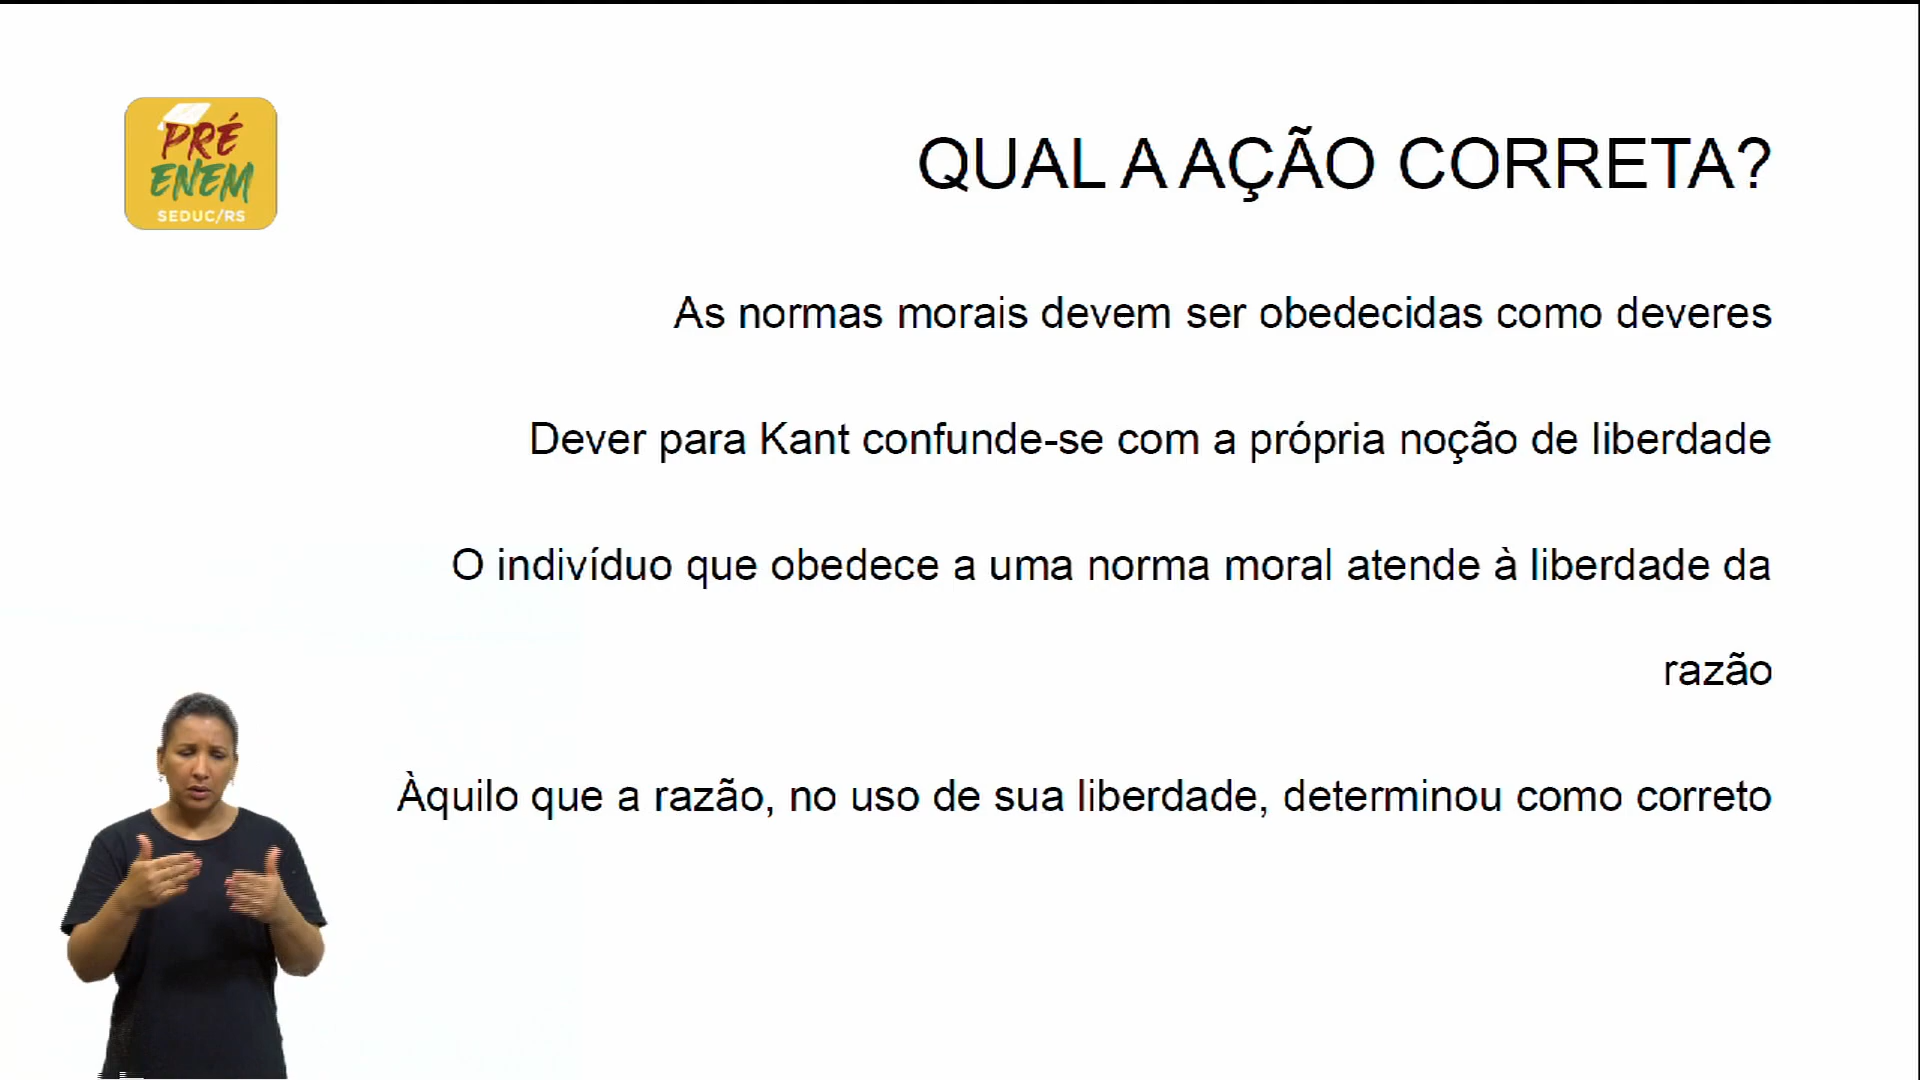 PRÉ
ENEM
SEDUC/RS
QUAL A AÇÃO CORRETA?
As normas morais devem ser obedecidas como deveres
Dever para Kant confunde-se com a própria noção de liberdade
O indivíduo que obedece a uma norma moral atende à liberdade da
razão
Àquilo que a razão, no uso de sua liberdade, determinou como correto